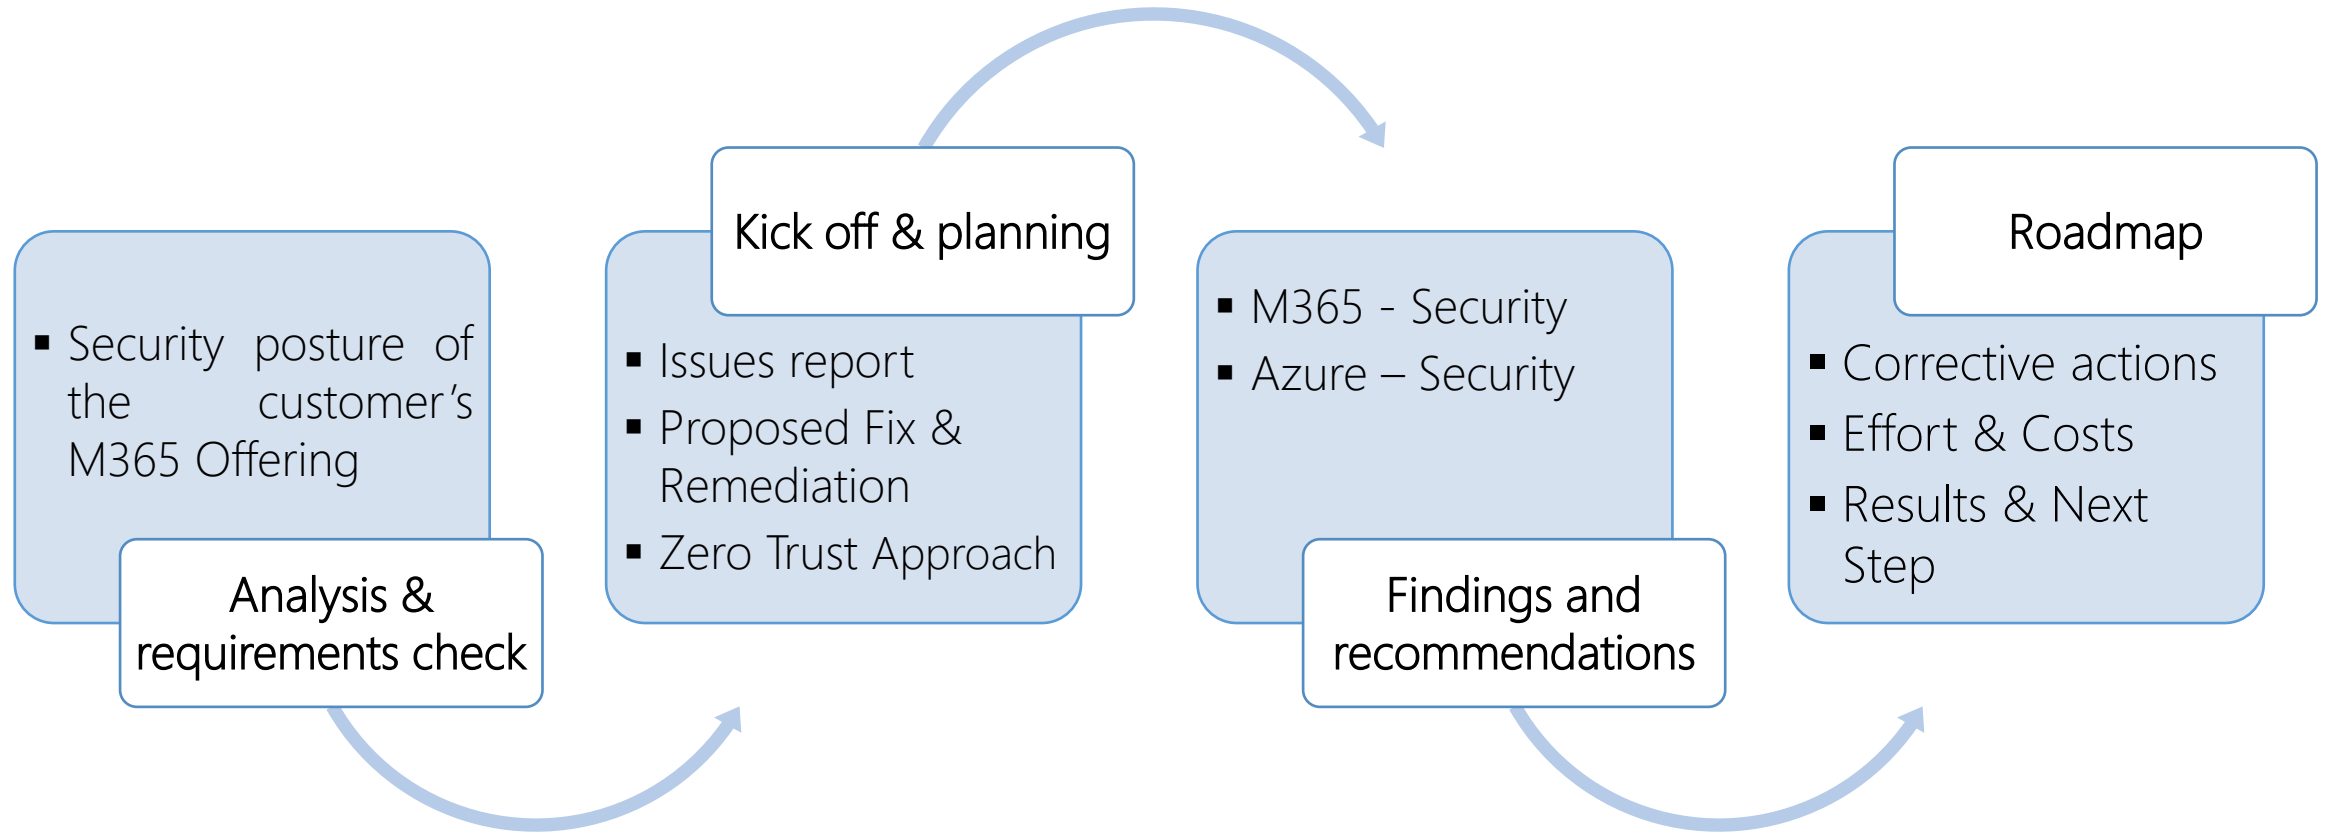 ▪ Security posture of
the customer’s
M365 Offering
Analysis &
requirements check
Kick off & planning
▪ Issues report
▪ Proposed Fix &
Remediation
▪ Zero Trust Approach
▪ M365 - Security
▪ Azure – Security
Findings and
recommendations
Roadmap
▪ Corrective actions
▪ Effort & Costs
▪ Results & Next
Step